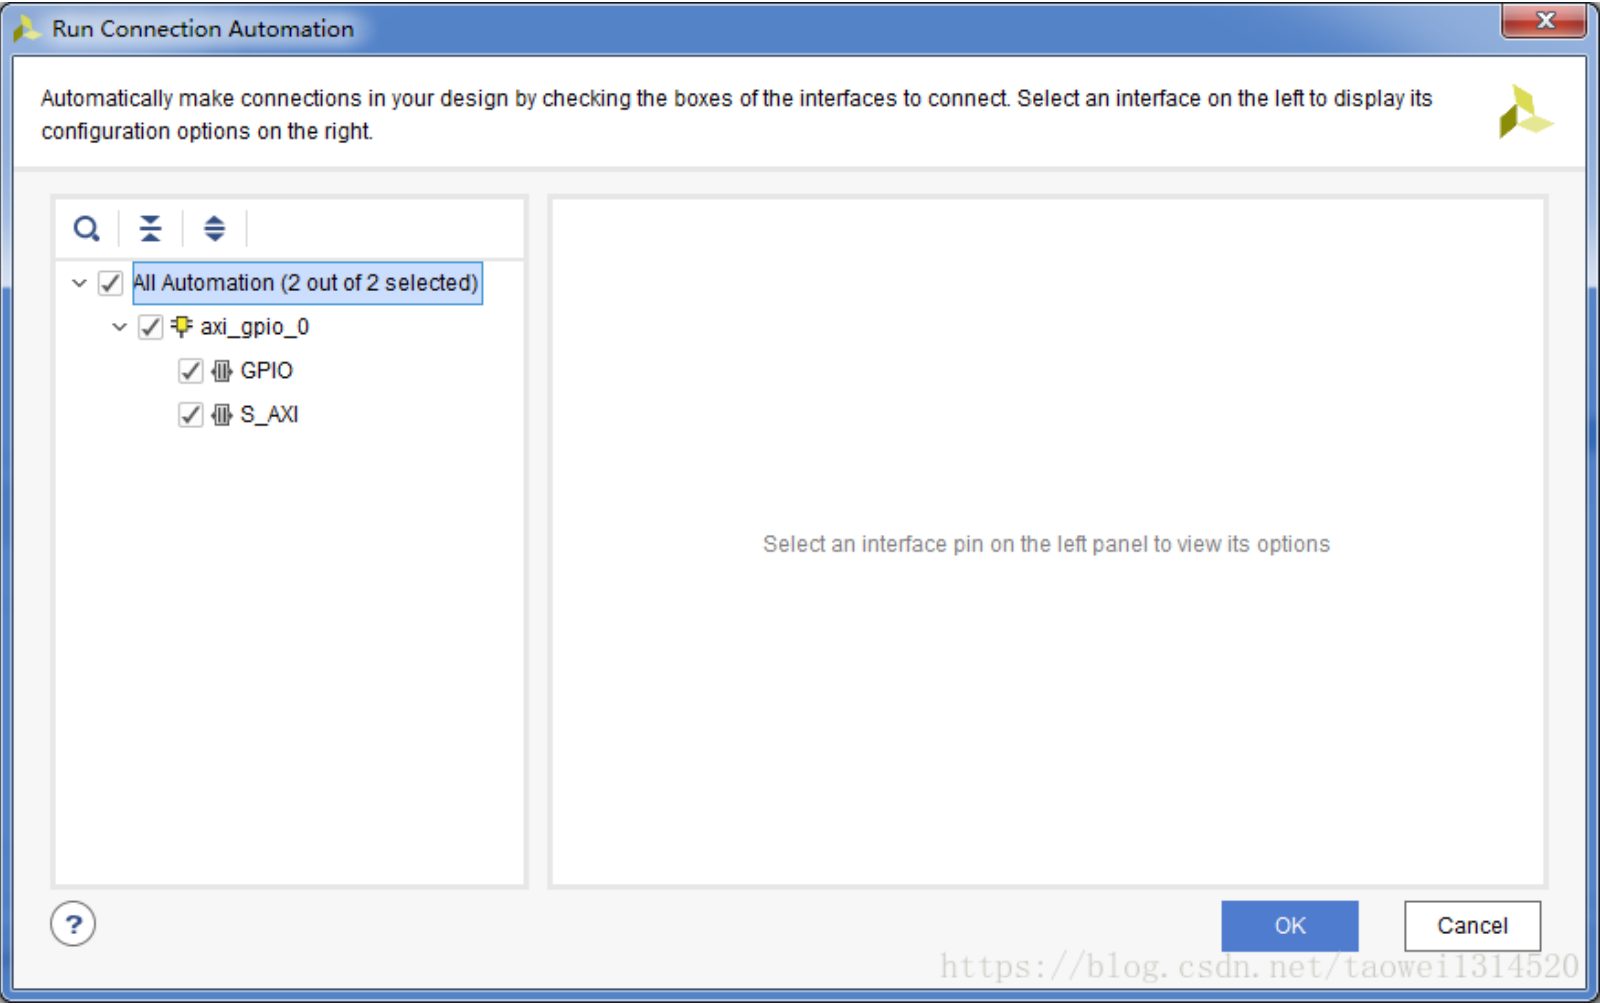 Run Connection Automation
Automatically make connections in your design by checking the boxes of the interfaces to connect. Select an interface on the left to display its
configuration options on the right.
All Automation (2 out of 2 selected)
axi_gpio_0
GPIO
S_AXI
Select an interface pin on the left panel to view its options
?
OK
Cancel
https://blog.csdn.net/taowei1314520